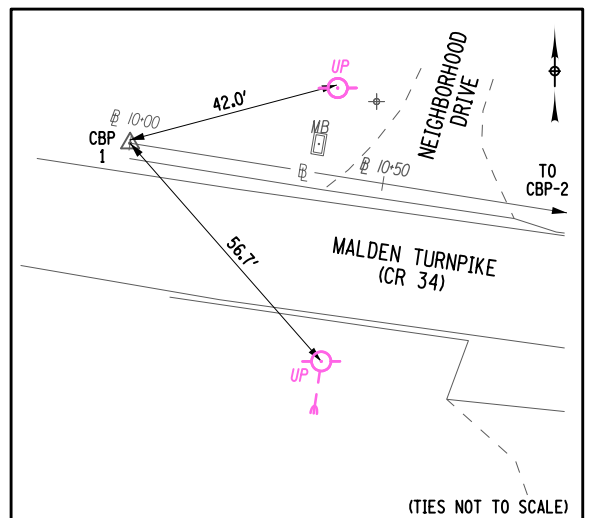 UP
42.0'
NEIGHBORHOOD
DRIVE
℄ 10+00
CBP
1
MB
℄
℄ 10+50
TO
CBP-2
56.7'
MALDEN TURNPIKE
(CR 34)
UP
(TIES NOT TO SCALE)